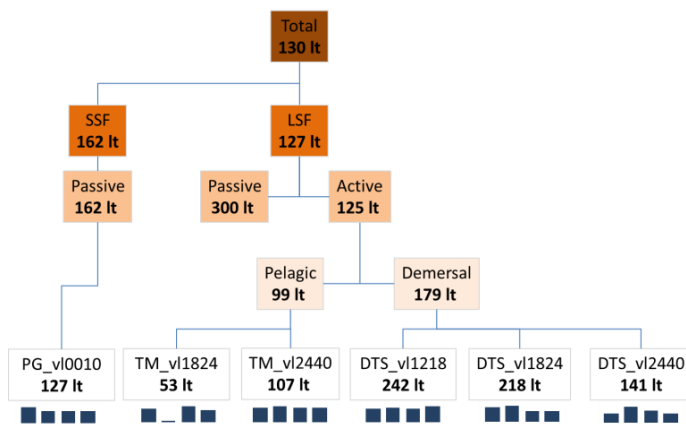 Total
130 lt
SSF
162 lt
LSF
127 lt
Passive
162 lt
Passive
300 lt
Active
125 lt
Pelagic
99 lt
Demersal
179 lt
PG_vl0010
127 lt
TM_vl1824
53 lt
TM_vl2440
107 lt
DTS_vl1218
242 lt
DTS_vl1824
218 lt
DTS_vl2440
141 lt